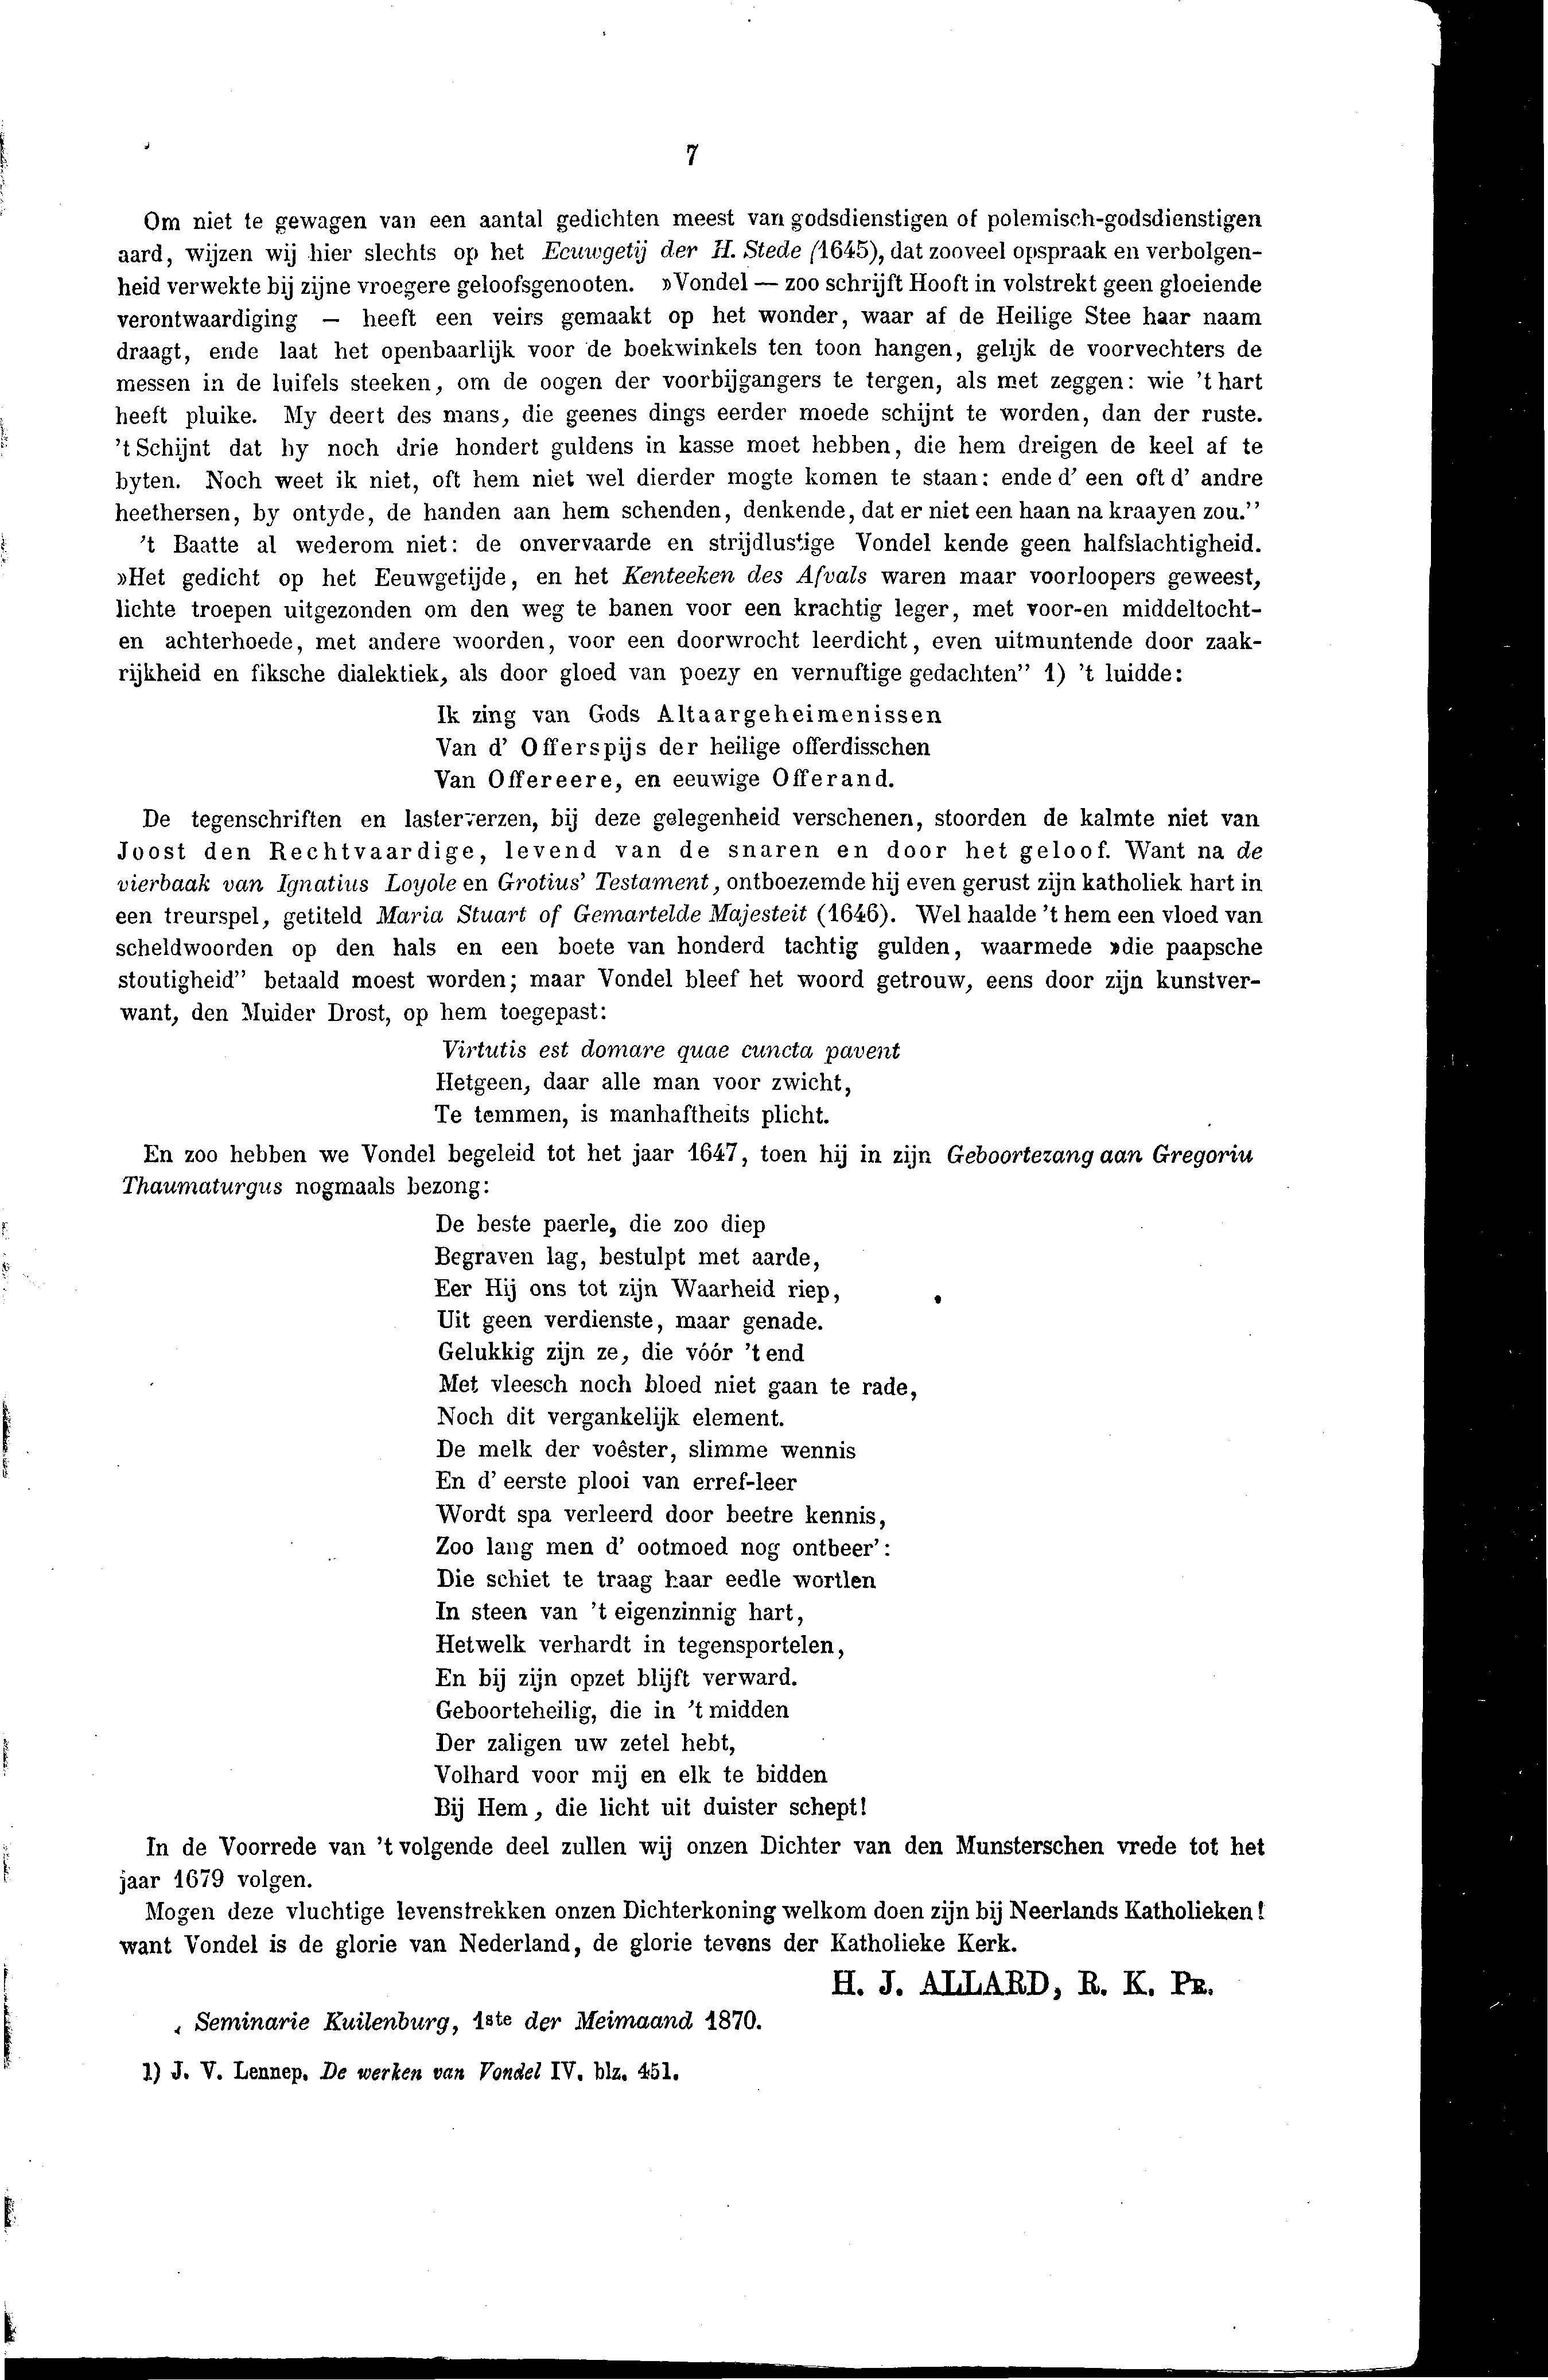 7
Om niet te gewagen van een aantal gedichten meest van godsdienstigen of polemisch-godsdienstigen
aard, wijzen wij hier slechts op het Eeuwgetij der H. Stede (1645), dat zooveel opspraak en verbolgen-
heid verwekte bij zijne vroegere geloofsgenooten. »Vondel — zoo schrijft Hooft in volstrekt geen gloeiende
verontwaardiging — heeft een veirs gemaakt op het wonder, waar af de Heilige Stee haar naam
draagt, ende laat het openbaarlijk voor de boekwinkels ten toon hangen, gelijk de voorvechters de
messen in de luifels steeken, om de oogen der voorbijgangers te tergen, als met zeggen: wie 't hart
heeft pluike. My deert des mans, die geenes dings eerder moede schijnt te worden, dan der ruste.
't Schijnt dat hy noch drie hondert guldens in kasse moet hebben, die hem dreigen de keel af te
byten. Noch weet ik niet, oft hem niet wel dierder mogte komen te staan: ende d' een oft d' andre
heethersen, by ontyde, de handen aan hem schenden, denkende, dat er niet een haan na kraayen zou."
't Baatte al wederom niet: de onvervaarde en strijdlustige Vondel kende geen halfslachtigheid.
»Het gedicht op het Eeuwgetijde, en het Kenteeken des Afvals waren maar voorloopers geweest,
lichte troepen uitgezonden om den weg te banen voor een krachtig leger, met voor-en middeltocht-
en achterhoede, met andere woorden, voor een doorwrocht leerdicht, even uitmuntende door zaak-
rijkheid en fiksche dialektiek, als door gloed van poezy en vernuftige gedachten" 1) 't luidde:
Ik zing van Gods Altaargeheimenissen
Van d' Offerspijs der heilige offerdisschen
Van Offereere, en eeuwige Offerand.
De tegenschriften en lasterverzen, bij deze gelegenheid verschenen, stoorden de kalmte niet van
Joost den Rechtvaardige, levend van de snaren en door het geloof. Want na de
vierbaak van Ignatius Loyole en Grotius' Testament, ontboezemde hij even gerust zijn katholiek hart in
een treurspel, getiteld Maria Stuart of Gemartelde Majesteit (1646). Wel haalde 't hem een vloed van
scheldwoorden op den hals en een boete van honderd tachtig gulden, waarmede »die paapsche
stoutigheid" betaald moest worden; maar Vondel bleef het woord getrouw, eens door zijn kunstver-
want, den Muider Drost, op hem toegepast:
Virtutis est domare quae cuncta pavent
Hetgeen, daar alle man voor zwicht,
Te temmen, is manhaftheits plicht.
En zoo hebben we Vondel begeleid tot het jaar 1647, toen hij in zijn Geboortezang aan Gregoriu
Thaumaturgus nogmaals bezong:
De beste paerle, die zoo diep
Begraven lag, bestulpt met aarde,
Eer Hij ons tot zijn Waarheid riep,
Uit geen verdienste, maar genade.
Gelukkig zijn ze, die vóór 't end
Met vleesch noch bloed niet gaan te rade,
Noch dit vergankelijk element.
De melk der voêster, slimme wennis
En d' eerste plooi van erref-leer
Wordt spa verleerd door beetre kennis,
Zoo lang men d' ootmoed nog ontbeer':
Die schiet te traag haar eedle wortlen
In steen van 't eigenzinnig hart,
Hetwelk verhardt in tegensportelen,
En bij zijn opzet blijft verward.
Geboorteheilig, die in 't midden
Der zaligen uw zetel hebt,
Volhard voor mij en elk te bidden
Bij Hem, die licht uit duister schept!
In de Voorrede van 't volgende deel zullen wij onzen Dichter van den Munsterschen vrede tot het
jaar 1679 volgen.
Mogen deze vluchtige levenstrekken onzen Dichterkoning welkom doen zijn bij Neerlands Katholieken!
want Vondel is de glorie van Nederland, de glorie tevens der Katholieke Kerk.
H. J. ALLARD, R. K. Pr.
Seminarie Kuilenburg, 1ste der Meimaand 1870.
1) J. V. Lennep. De werken van Vondel IV. blz. 451.